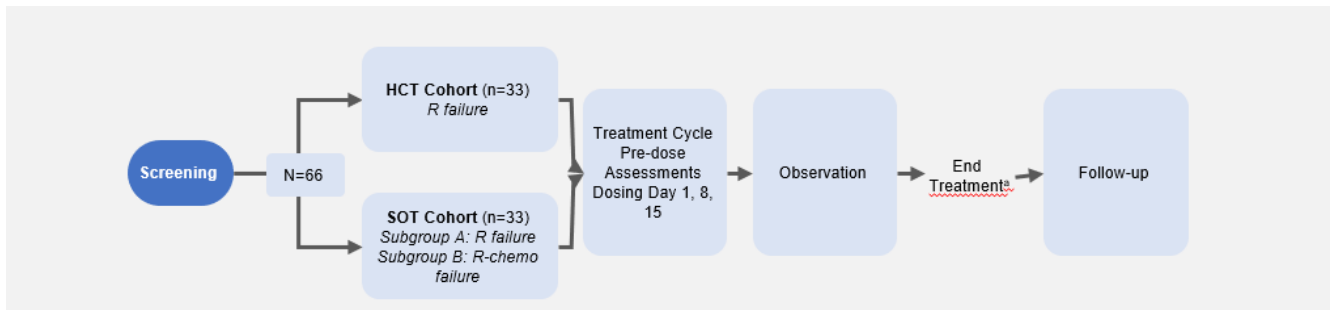 Screening
N=66
HCT Cohort (n=33)
R failure
SOT Cohort (n=33)
Subgroup A: R failure
Subgroup B: R-chemo
failure
Treatment Cycle
Pre-dose
Assessments
Dosing Day 1, 8,
15
Observation
End
Treatmentª
Follow-up